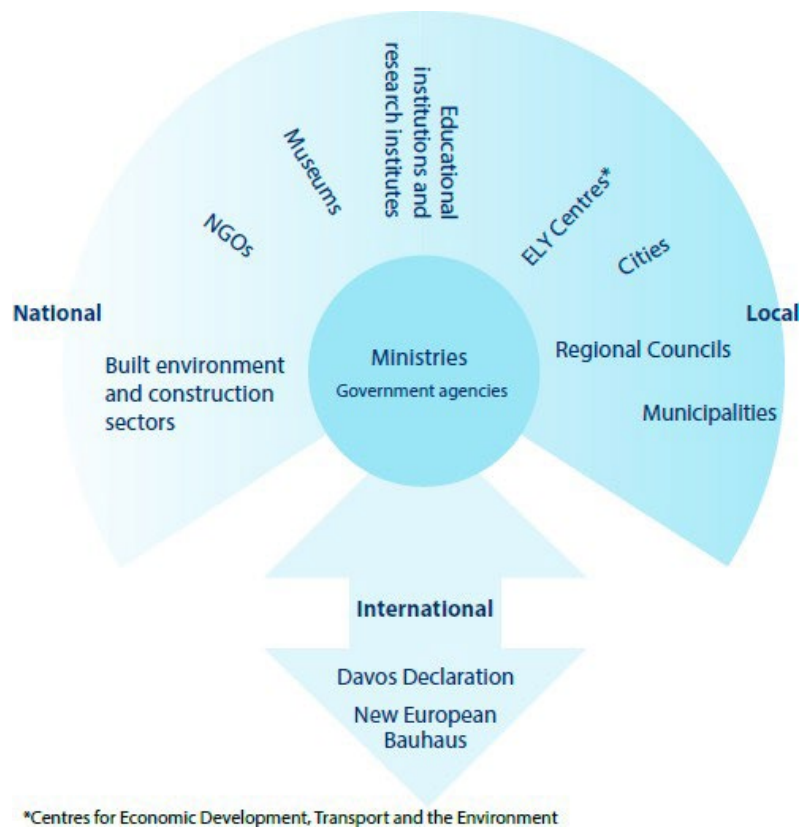 Educational
institutions and
research institutes
Museums
NGOs
ELY Centres*
Cities
National
Local
Built environment
and construction
sectors
Ministries
Government agencies
Regional Councils
Municipalities
International
Davos Declaration
New European
Bauhaus
*Centres for Economic Development, Transport and the Environment